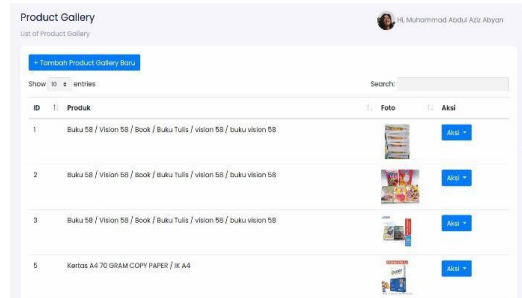 Product Gallery
Hi, Muhammad Abdul Aziz Abyan
List of Product Gallery
+ Tambah Product Gallery Baru
Show 10 entries
Search:
ID Produk Foto Aksi
1 Buku 58 / Vision 58 / Book / Buku Tulis / vision 58 / buku vision 58 Aksi
2 Buku 58 / Vision 58 / Book / Buku Tulis / vision 58 / buku vision 58 Aksi
3 Buku 58 / Vision 58 / Book / Buku Tulis / vision 58 / buku vision 58 Aksi
5 Kertas A4 70 GRAM COPY PAPER / IK A4 Aksi